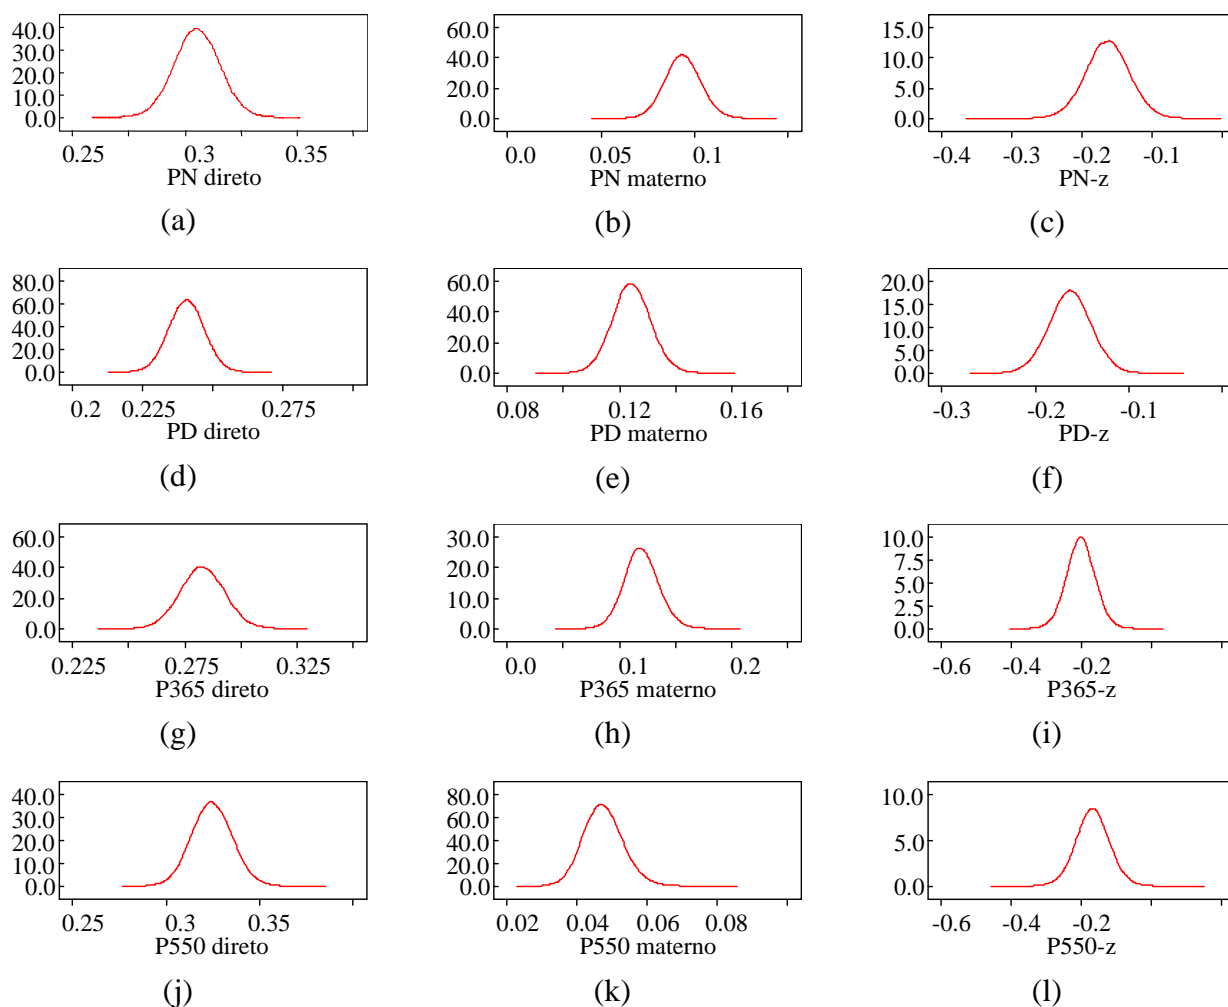 40.0
30.0
20.0
10.0
0.0
0.25 0.3 0.35
PN direto
(a)
60.0
40.0
20.0
0.0
0.0 0.05 0.1
PN materno
(b)
15.0
10.0
5.0
0.0
-0.4 -0.3 -0.2 -0.1
PN-z
(c)
80.0
60.0
40.0
20.0
0.0
0.2 0.225 0.275
PD direto
(d)
60.0
40.0
20.0
0.0
0.08 0.12 0.16
PD materno
(e)
20.0
15.0
10.0
5.0
0.0
-0.3 -0.2 -0.1
PD-z
(f)
60.0
40.0
20.0
0.0
0.225 0.275 0.325
P365 direto
(g)
30.0
20.0
10.0
0.0
0.0 0.1 0.2
P365 materno
(h)
10.0
7.5
5.0
2.5
0.0
-0.6 -0.4 -0.2
P365-z
(i)
40.0
30.0
20.0
10.0
0.0
0.25 0.3 0.35
P550 direto
(j)
80.0
60.0
40.0
20.0
0.0
0.02 0.04 0.06 0.08
P550 materno
(k)
10.0
5.0
0.0
-0.6 -0.4 -0.2
P550-z
(l)